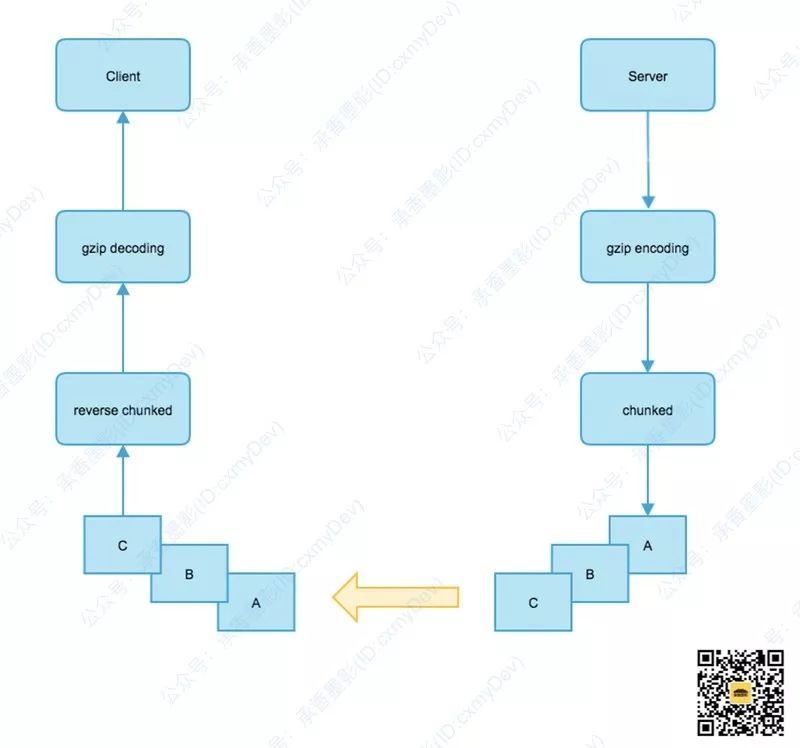 Client
Server
gzip decoding
gzip encoding
reverse chunked
chunked
C
A
B
B
A
C
公众号：承香墨影(ID:cxmyDev)